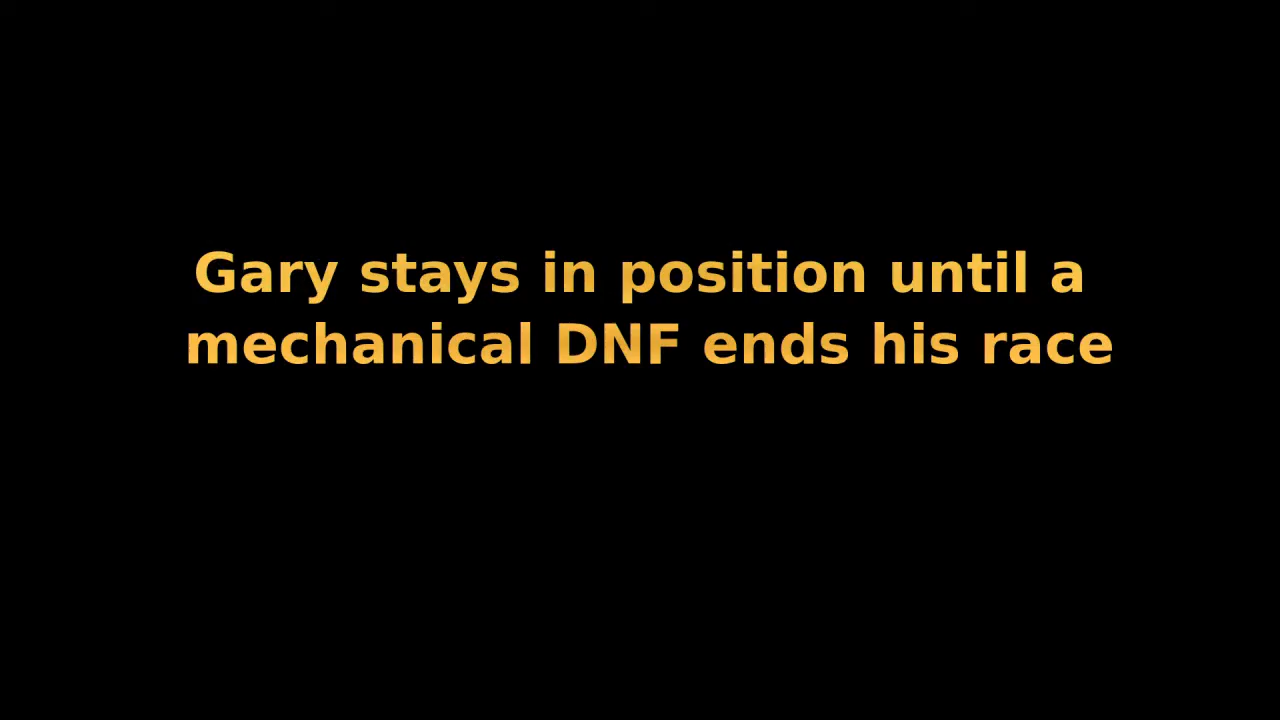 Gary stays in position until a
mechanical DNF ends his race